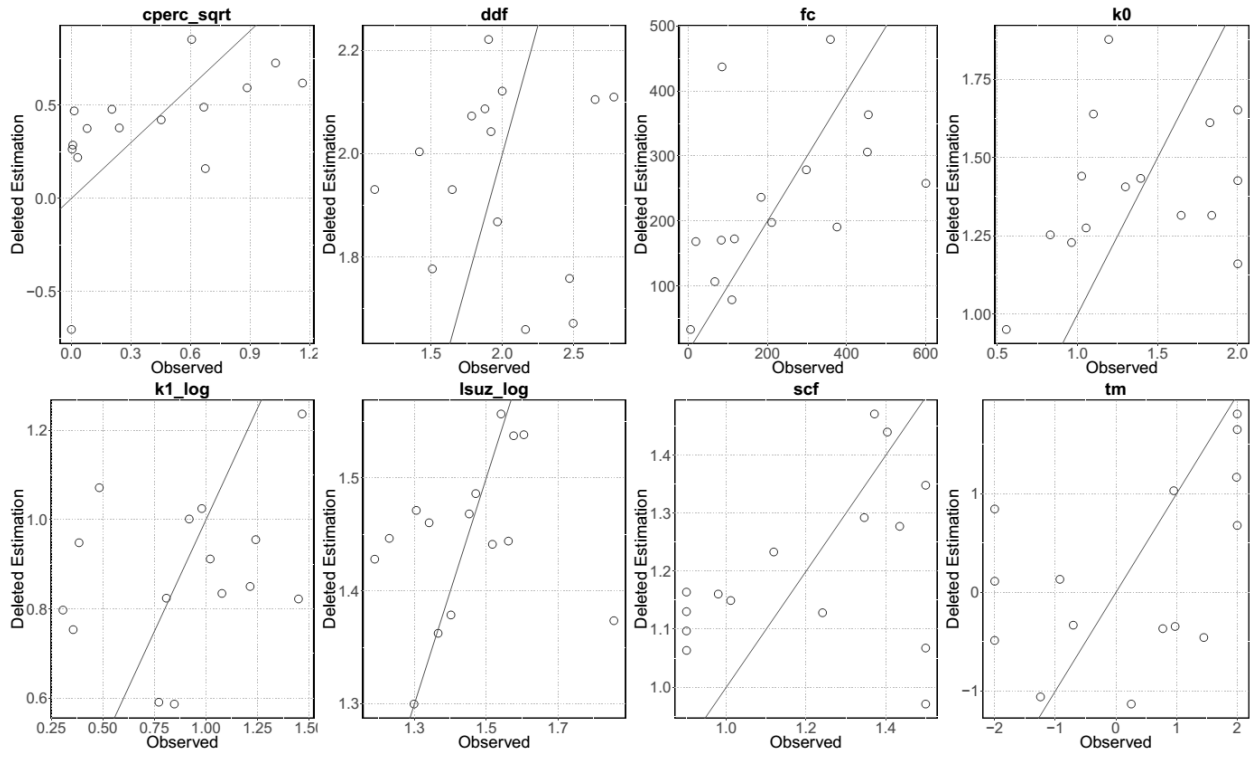 cperc_sqrt
ddf
fc
k0
Deleted Estimation
0.5
0.0
−0.5
0.0
0.3
0.6
0.9
1.2
Observed
Deleted Estimation
2.2
2.0
1.8
1.5
2.0
2.5
Observed
Deleted Estimation
500
400
300
200
100
0
200
400
600
Observed
Deleted Estimation
1.75
1.50
1.25
1.00
0.5
1.0
1.5
2.0
Observed
k1_log
lsuz_log
scf
tm
Deleted Estimation
1.2
1.0
0.8
0.6
0.25
0.50
0.75
1.00
1.25
1.50
Observed
Deleted Estimation
1.5
1.4
1.3
1.3
1.5
1.7
Observed
Deleted Estimation
1.4
1.3
1.2
1.1
1.0
1.0
1.2
1.4
Observed
Deleted Estimation
1
0
−1
−2
−1
0
1
2
Observed